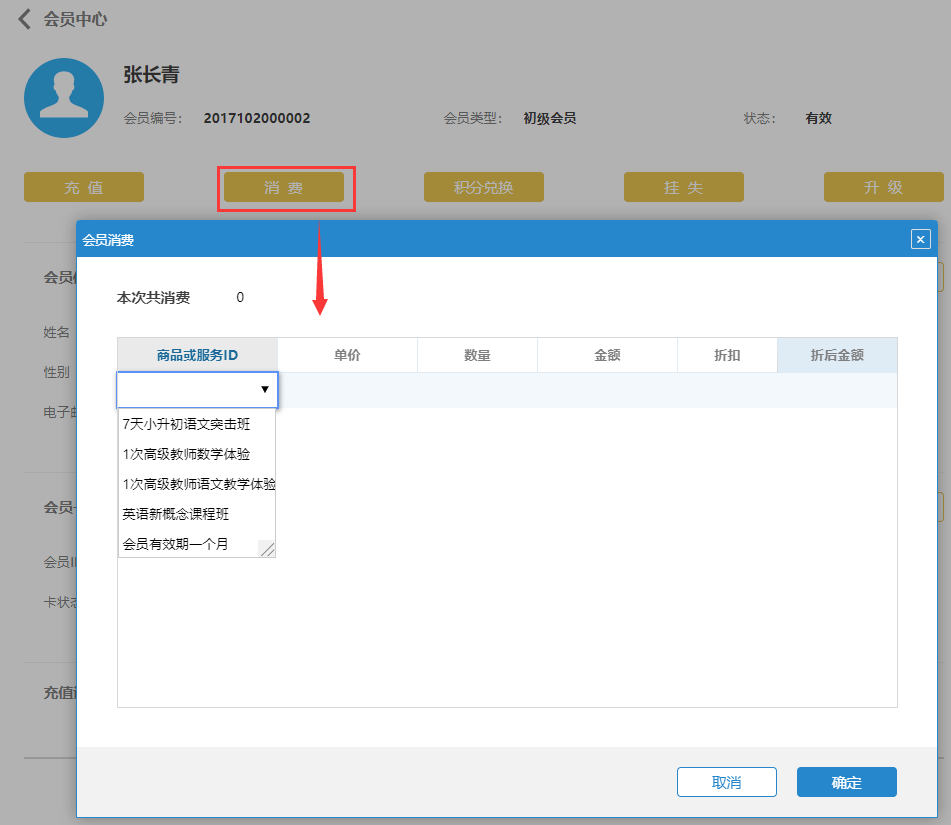 会员中心
张长青
会员编号： 2017102000002 会员类型： 初级会员 状态： 有效
充 值 消 费 积分兑换 挂 失 升 级
会员消费
会员
本次共消费 0
姓名
商品或服务ID 单价 数量 金额 折扣 折后金额
性别
电子
7天小升初语文突击班
1次高级教师数学体验
1次高级教师语文教学体验
会员
英语新概念课程班
会员有效期一个月
会员I
卡状态
充值
取消 确定